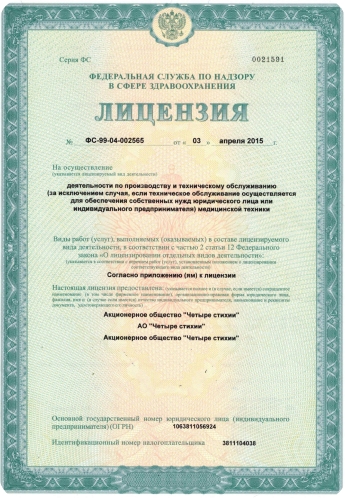 Серия ФС 0021591
ФЕДЕРАЛЬНАЯ СЛУЖБА ПО НАДЗОРУ
В СФЕРЕ ЗДРАВООХРАНЕНИЯ
ЛИЦЕНЗИЯ
№ ФС-99-04-002565 от « 03 » апреля 2015 г.
На осуществление
(указывается лицензируемый вид деятельности)
деятельности по производству и техническому обслуживанию
(за исключением случая, если техническое обслуживание осуществляется
для обеспечения собственных нужд юридического лица или
индивидуального предпринимателя) медицинской техники
Виды работ (услуг), выполняемых (оказываемых) в составе лицензируемого
вида деятельности, в соответствии с частью 2 статьи 12 Федерального
закона «О лицензировании отдельных видов деятельности»:
Согласно приложению (ям) к лицензии
Настоящая лицензия предоставлена:
Акционерное общество "Четыре стихии"
АО "Четыре стихии"
Акционерное общество "Четыре стихии"
Основной государственный номер юридического лица (индивидуального
предпринимателя) (ОГРН) 1063811056924
Идентификационный номер налогоплательщика 3811104038